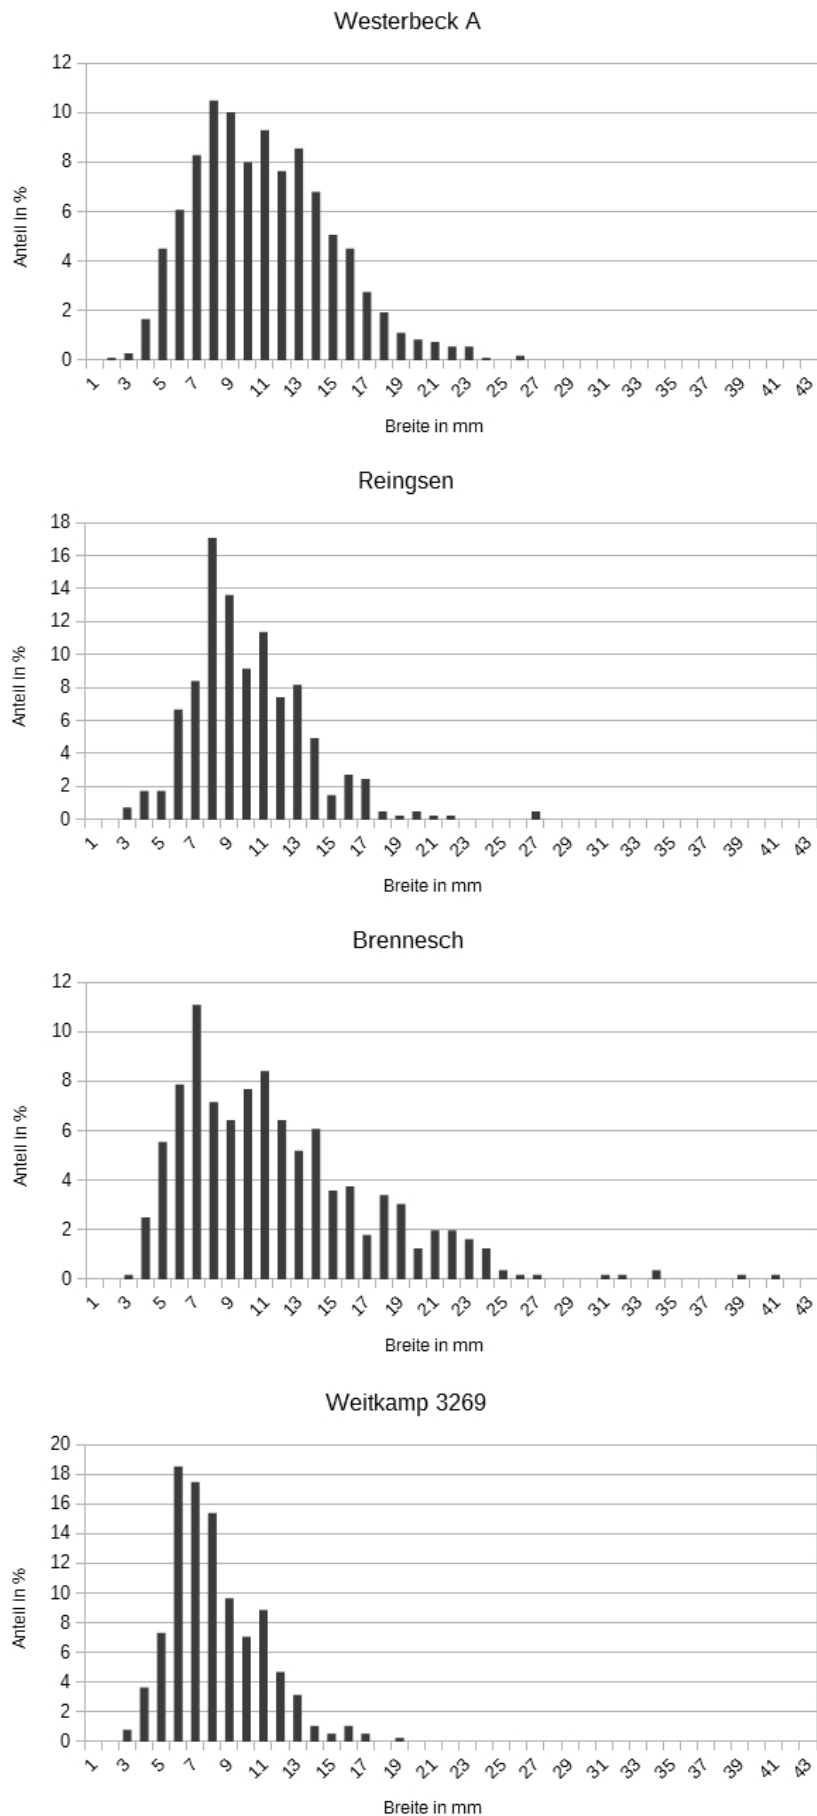 Westerbeck A
12
10
8
6
4
2
0
Anteil in %
1 3 5 7 9 11 13 15 17 19 21 23 25 27 29 31 33 35 37 39 41 43
Breite in mm
Reingsen
18
16
14
12
10
8
6
4
2
0
Anteil in %
1 3 5 7 9 11 13 15 17 19 21 23 25 27 29 31 33 35 37 39 41 43
Breite in mm
Brennesch
12
10
8
6
4
2
0
Anteil in %
1 3 5 7 9 11 13 15 17 19 21 23 25 27 29 31 33 35 37 39 41 43
Breite in mm
Weitkamp 3269
20
18
16
14
12
10
8
6
4
2
0
Anteil in %
1 3 5 7 9 11 13 15 17 19 21 23 25 27 29 31 33 35 37 39 41 43
Breite in mm